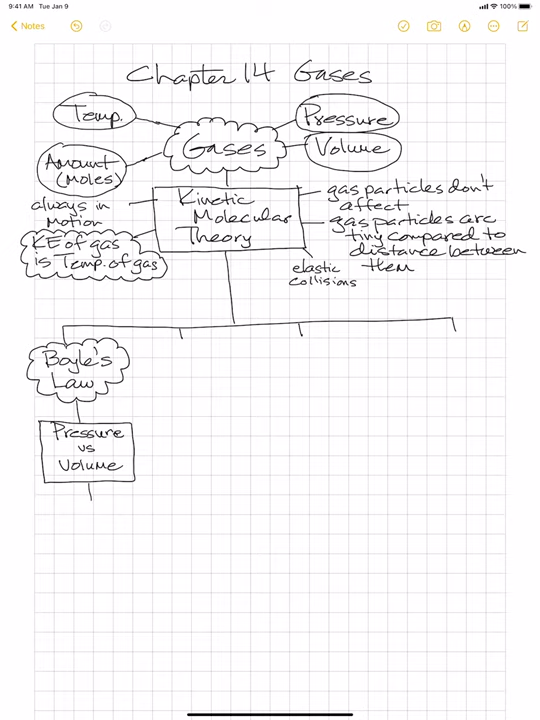 9:41 AM Tue Jan 9
100%
Notes
Chapter 14 Gases
Temp.
Pressure
Gases
Volume
Amount
(Moles)
always in
Motion
Kinetic
Molecular
Theory
gas particles don't
affect
gas particles are
tiny compared to
distance between
them
KE of gas
is Temp. of gas
elastic
collisions
Boyle's
Law
Pressure
vs
Volume